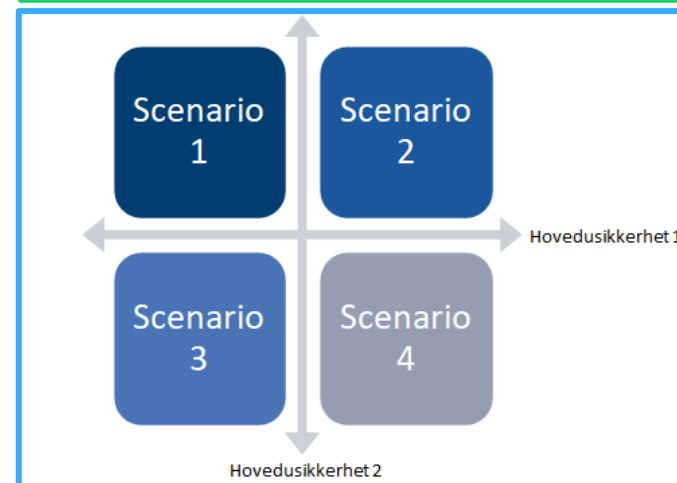 Scenario
1
Scenario
2
Hovedusikkerhet 1
Scenario
3
Scenario
4
Hovedusikkerhet 2